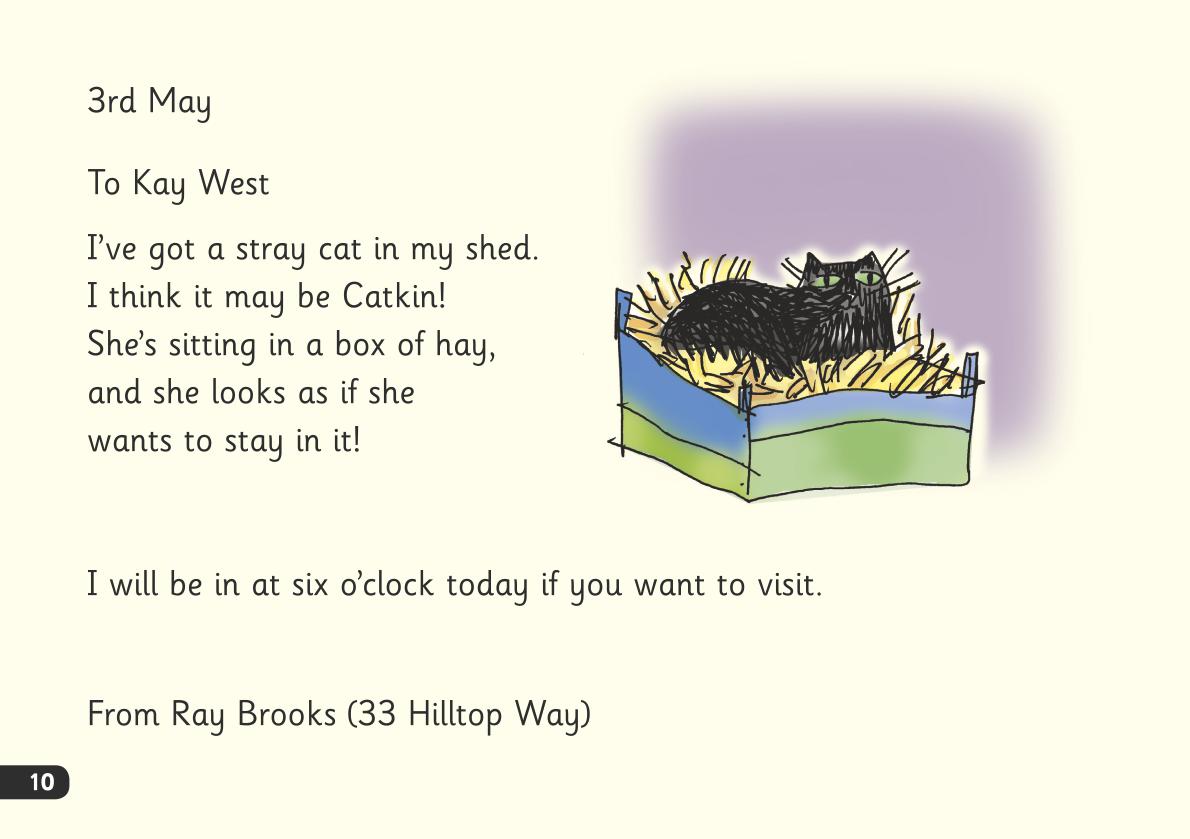 3rd May
To Kay West
I’ve got a stray cat in my shed.
I think it may be Catkin!
She’s sitting in a box of hay,
and she looks as if she
wants to stay in it!
I will be in at six o’clock today if you want to visit.
From Ray Brooks (33 Hilltop Way)
10